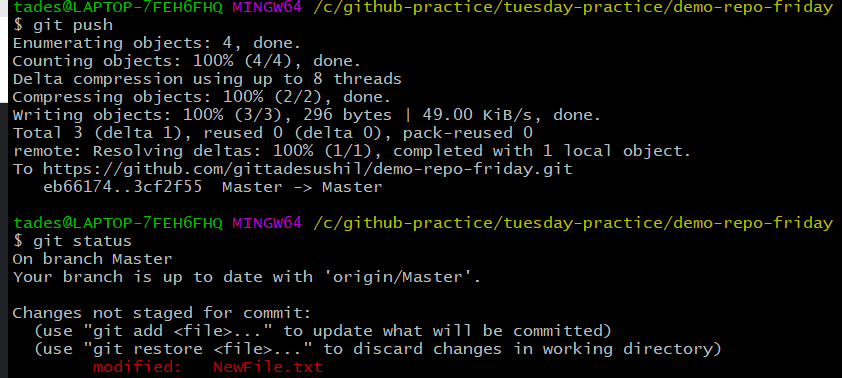 tades@LAPTOP-7FEH6FHQ MINGW64 /c/github-practice/tuesday-practice/demo-repo-friday
$ git push
Enumerating objects: 4, done.
Counting objects: 100% (4/4), done.
Delta compression using up to 8 threads
Compressing objects: 100% (2/2), done.
Writing objects: 100% (3/3), 296 bytes | 49.00 KiB/s, done.
Total 3 (delta 1), reused 0 (delta 0), pack-reused 0
remote: Resolving deltas: 100% (1/1), completed with 1 local object.
To https://github.com/gittadesushil/demo-repo-friday.git
   eb66174..3cf2f55  Master -> Master
tades@LAPTOP-7FEH6FHQ MINGW64 /c/github-practice/tuesday-practice/demo-repo-friday
$ git status
On branch Master
Your branch is up to date with 'origin/Master'.
Changes not staged for commit:
  (use "git add <file>..." to update what will be committed)
  (use "git restore <file>..." to discard changes in working directory)
        modified:   NewFile.txt